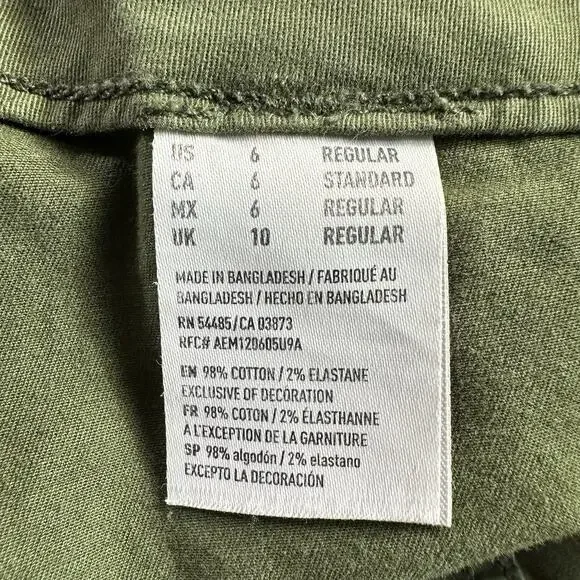 US 6 REGULAR
CA 6 STANDARD
MX 6 REGULAR
UK 10 REGULAR
MADE IN BANGLADESH / FABRIQUÉ AU
BANGLADESH / HECHO EN BANGLADESH
RN 54485/CA 03873
RFC# AEM120605U9A
EN 98% COTTON / 2% ELASTANE
EXCLUSIVE OF DECORATION
FR 98% COTON / 2% ÉLASTHANNE
A L'EXCEPTION DE LA GARNITURE
SP 98% algodón / 2% elastano
EXCEPTO LA DECORACIÓN